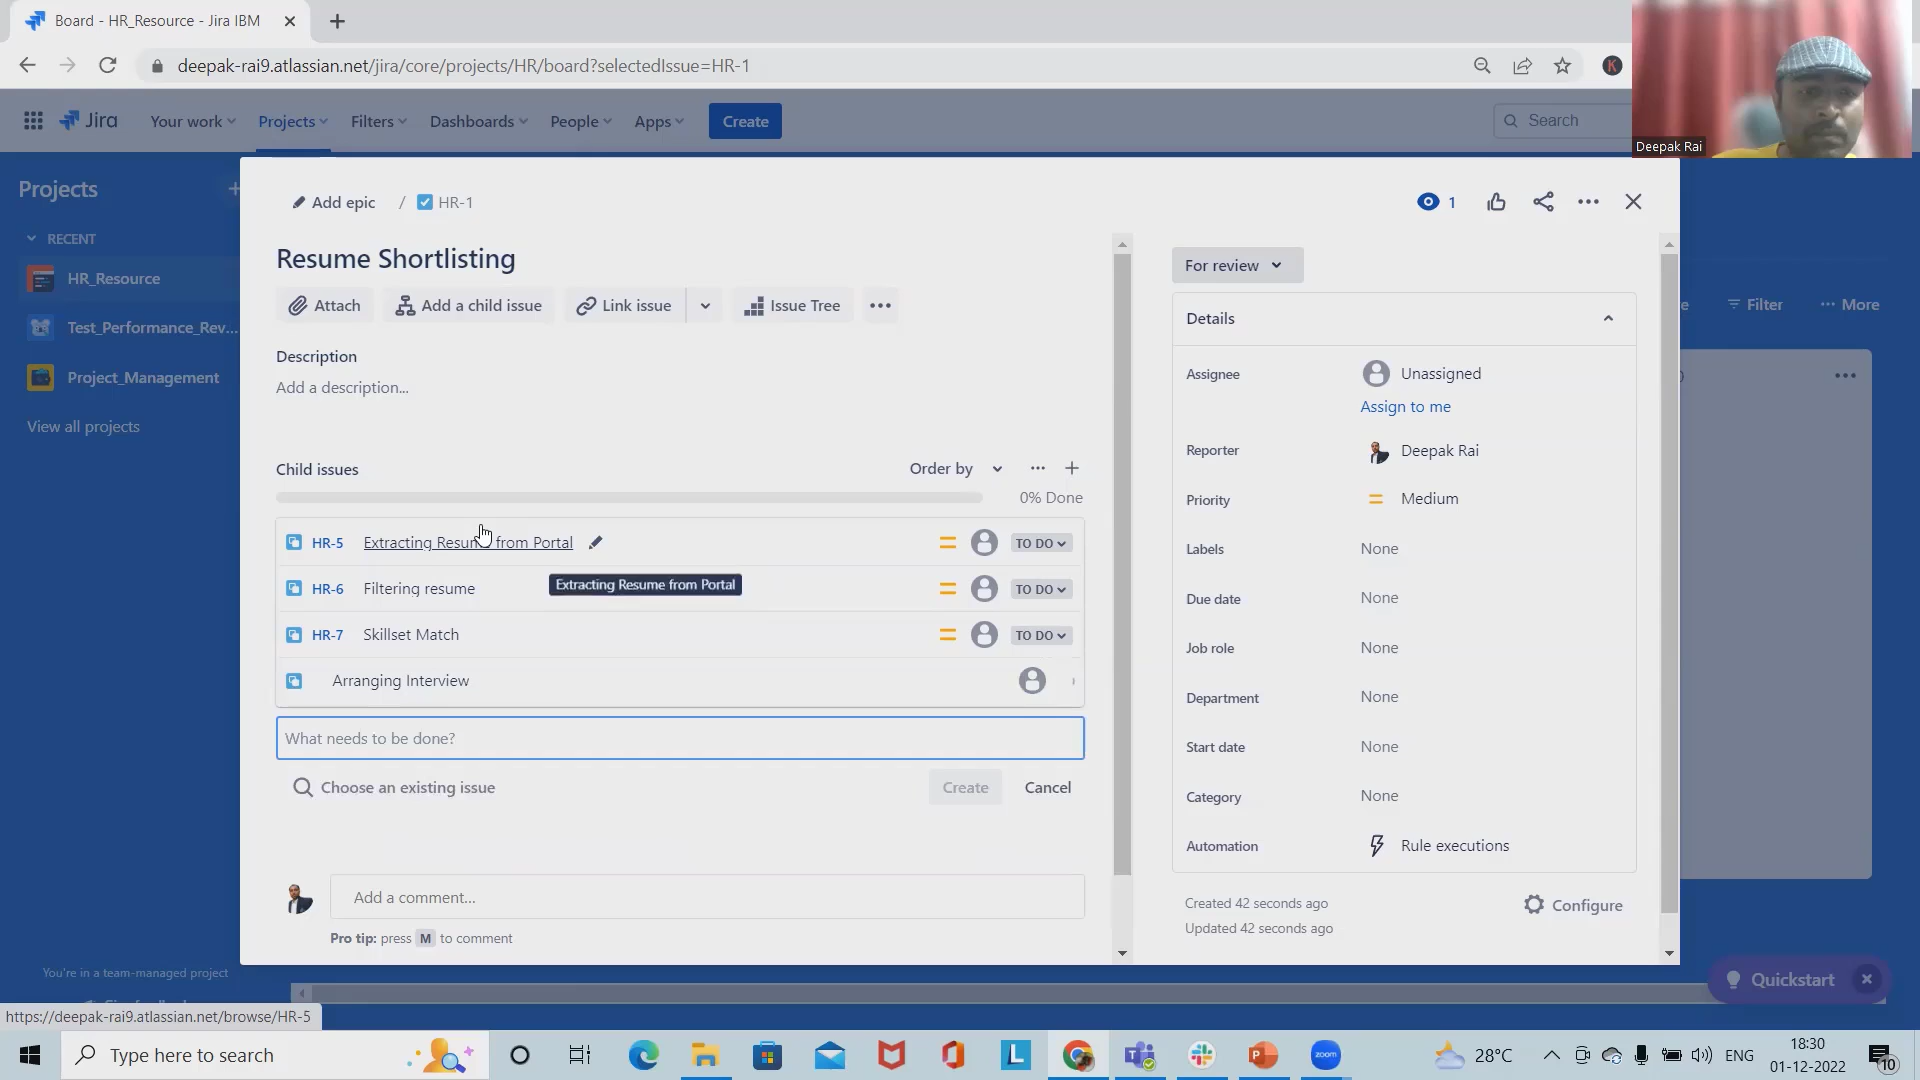 Board - HR_Resource - Jira IBM
deepak-rai9.atlassian.net/jira/core/projects/HR/board?selectedIssue=HR-1
K
Deepak Rai
Jira
Your work
Projects
Filters
Dashboards
People
Apps
Create
Search
Projects
RECENT
HR_Resource
Test_Performance_Rev...
Project_Management
View all projects
You're in a team-managed project
Add epic / HR-1
1
Resume Shortlisting
Attach
Add a child issue
Link issue
Issue Tree
Description
Add a description...
Child issues
Order by
0% Done
HR-5 Extracting Resume from Portal TO DO
Extracting Resume from Portal
HR-6 Filtering resume TO DO
HR-7 Skillset Match TO DO
Arranging Interview
What needs to be done?
Choose an existing issue
Create
Cancel
Add a comment...
Pro tip: press M to comment
For review
Details
Assignee Unassigned
Assign to me
Reporter Deepak Rai
Priority Medium
Labels None
Due date None
Job role None
Department None
Start date None
Category None
Automation Rule executions
Created 42 seconds ago
Updated 42 seconds ago
Configure
Filter
More
Quickstart
https://deepak-rai9.atlassian.net/browse/HR-5
Type here to search
28°C
ENG
18:30
01-12-2022
10
zoom